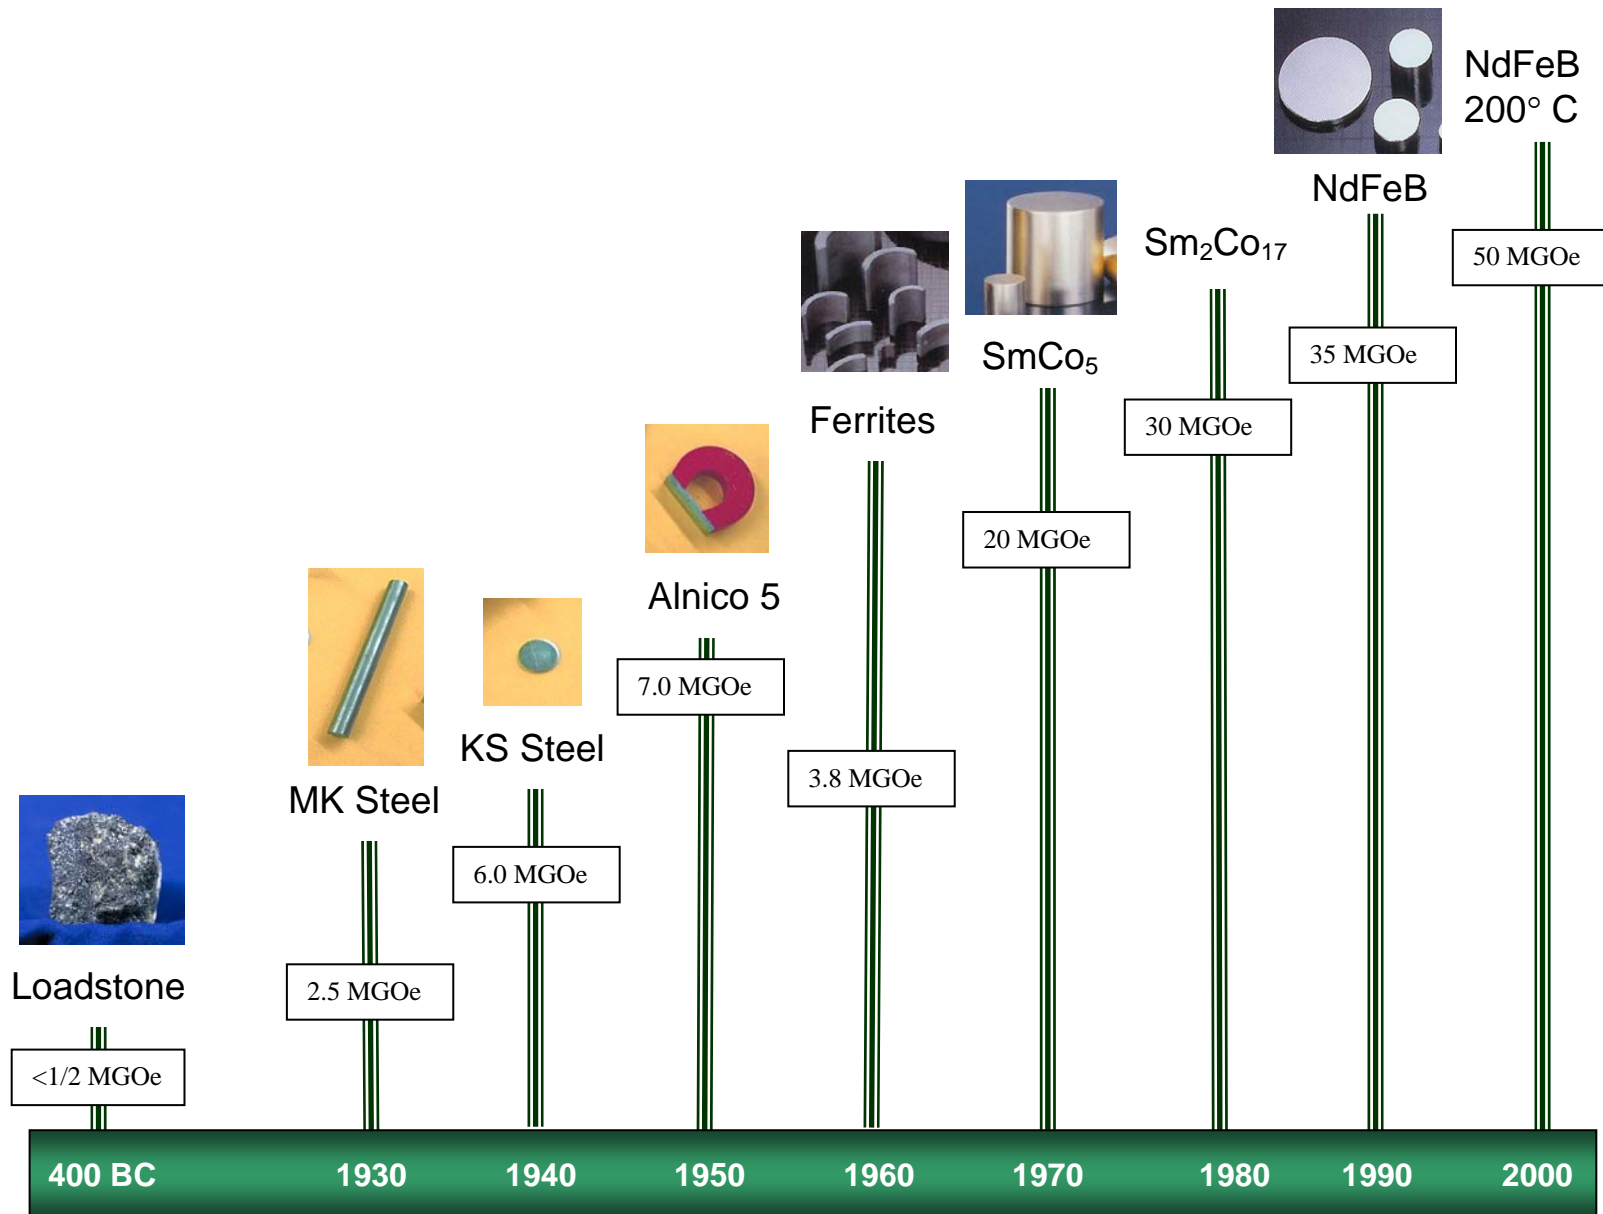 NdFeB
200° C
NdFeB
Sm₂Co₁₇
50 MGOe
SmCo₅
35 MGOe
Ferrites
30 MGOe
Alnico 5
20 MGOe
7.0 MGOe
KS Steel
3.8 MGOe
MK Steel
6.0 MGOe
Loadstone
2.5 MGOe
<1/2 MGOe
400 BC 1930 1940 1950 1960 1970 1980 1990 2000